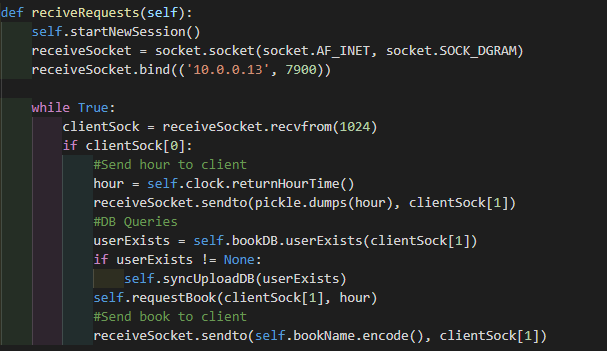 def reciveRequests(self):
    self.startNewSession()
    receiveSocket = socket.socket(socket.AF_INET, socket.SOCK_DGRAM)
    receiveSocket.bind(('10.0.0.13', 7900))

    while True:
        clientSock = receiveSocket.recvfrom(1024)
        if clientSock[0]:
            #Send hour to client
            hour = self.clock.returnHourTime()
            receiveSocket.sendto(pickle.dumps(hour), clientSock[1])
            #DB Queries
            userExists = self.bookDB.userExists(clientSock[1])
            if userExists != None:
                self.syncUploadDB(userExists)
            self.requestBook(clientSock[1], hour)
            #Send book to client
            receiveSocket.sendto(self.bookName.encode(), clientSock[1])